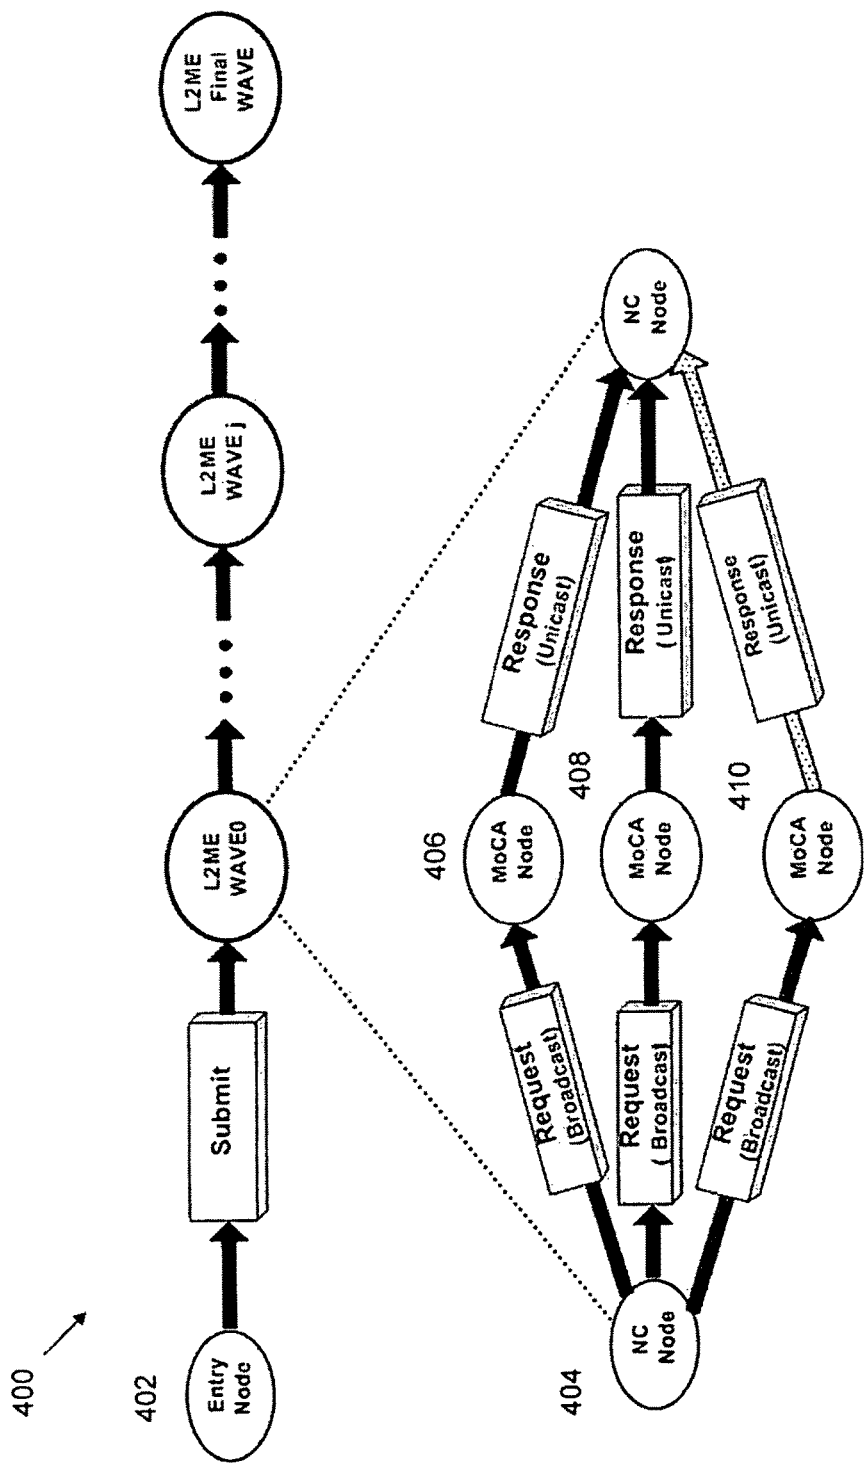 400
402
Entry
Node
Submit
L2ME
WAVE0
L2ME
WAVE j
L2ME
Final
WAVE
404
NC
Node
Request
(Broadcast)
Request
( Broadcast)
Request
(Broadcast)
406
MoCA
Node
408
MoCA
Node
410
MoCA
Node
Response
(Unicast)
Response
( Unicast)
Response
(Unicast)
NC
Node